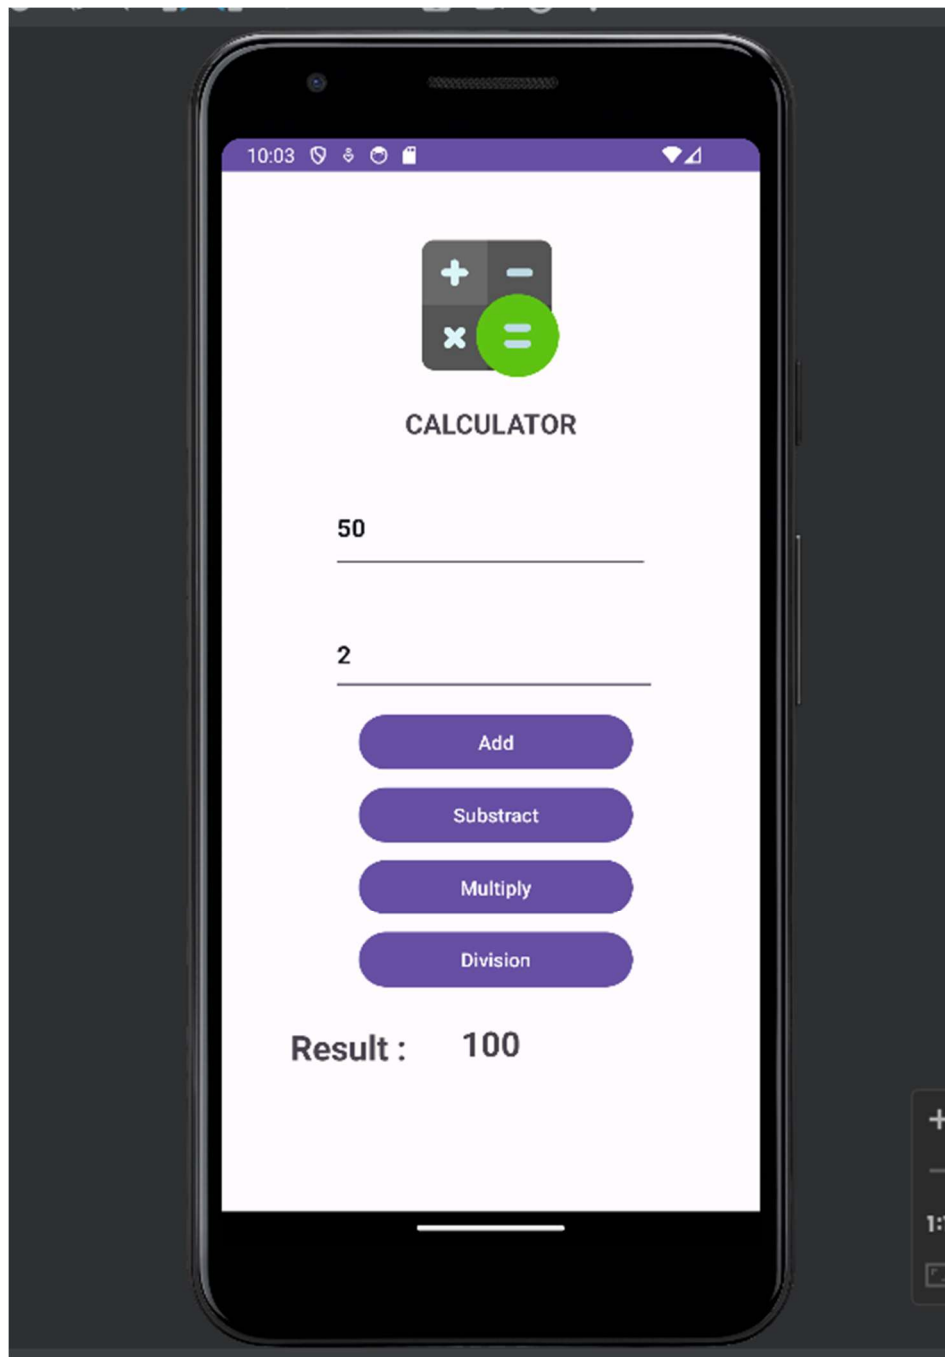 10:03
CALCULATOR
50
2
Add
Substract
Multiply
Division
Result : 100